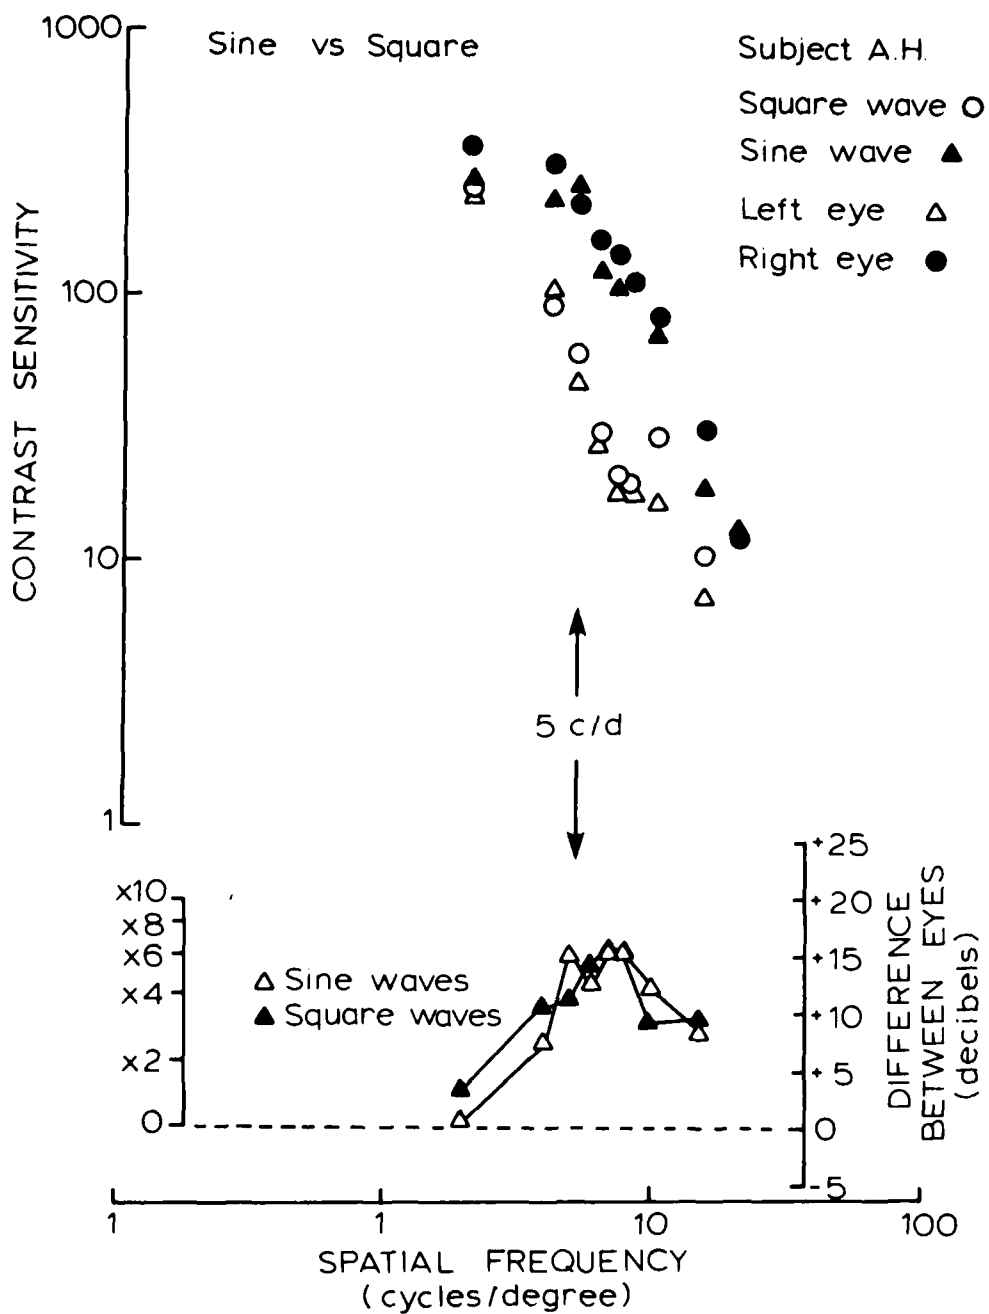 1000
Sine vs Square
Subject A.H.
Square wave
Sine wave
Left eye
Right eye
CONTRAST SENSITIVITY
100
10
1
5 c/d
x10
x8
x6
x4
x2
0
Sine waves
Square waves
+25
+20
+15
+10
+5
0
-5
DIFFERENCE
BETWEEN EYES
(decibels)
1
1
10
100
SPATIAL FREQUENCY
(cycles/degree)